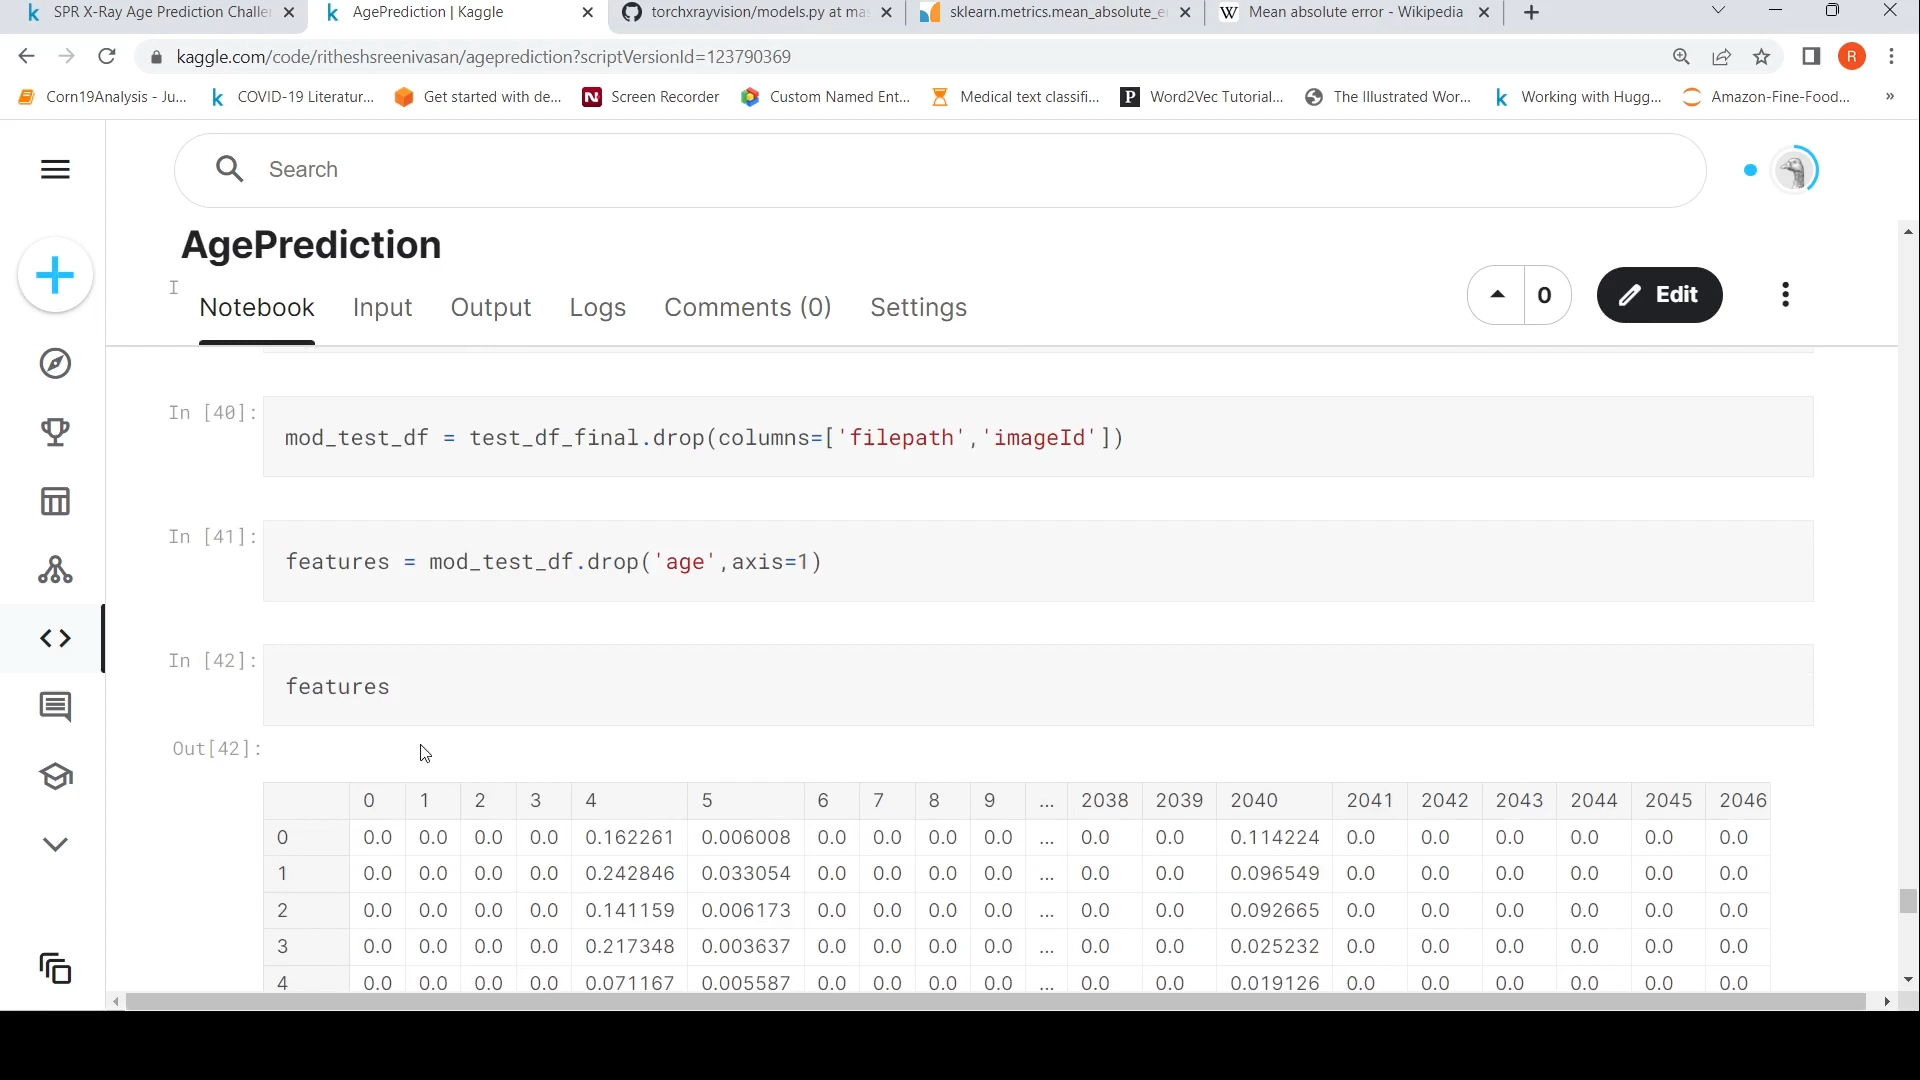 SPR X-Ray Age Prediction Challe
AgePrediction | Kaggle
torchxrayvision/models.py at mas
sklearn.metrics.mean_absolute_e
Mean absolute error - Wikipedia
kaggle.com/code/ritheshsreenivasan/ageprediction?scriptVersionId=123790369
R
Corn19Analysis - Ju...
COVID-19 Literatur...
Get started with de...
Screen Recorder
Custom Named Ent...
Medical text classifi...
Word2Vec Tutorial...
The Illustrated Wor...
Working with Hugg...
Amazon-Fine-Food...
»
Search
AgePrediction
Notebook
Input
Output
Logs
Comments (0)
Settings
0
Edit
In [40]:
mod_test_df = test_df_final.drop(columns=['filepath','imageId'])
In [41]:
features = mod_test_df.drop('age',axis=1)
In [42]:
features
Out[42]:
0 1 2 3 4 5 6 7 8 9 ... 2038 2039 2040 2041 2042 2043 2044 2045 2046
0 0.0 0.0 0.0 0.0 0.162261 0.006008 0.0 0.0 0.0 0.0 ... 0.0 0.0 0.114224 0.0 0.0 0.0 0.0 0.0 0.0
1 0.0 0.0 0.0 0.0 0.242846 0.033054 0.0 0.0 0.0 0.0 ... 0.0 0.0 0.096549 0.0 0.0 0.0 0.0 0.0 0.0
2 0.0 0.0 0.0 0.0 0.141159 0.006173 0.0 0.0 0.0 0.0 ... 0.0 0.0 0.092665 0.0 0.0 0.0 0.0 0.0 0.0
3 0.0 0.0 0.0 0.0 0.217348 0.003637 0.0 0.0 0.0 0.0 ... 0.0 0.0 0.025232 0.0 0.0 0.0 0.0 0.0 0.0
4 0.0 0.0 0.0 0.0 0.071167 0.005587 0.0 0.0 0.0 0.0 ... 0.0 0.0 0.019126 0.0 0.0 0.0 0.0 0.0 0.0